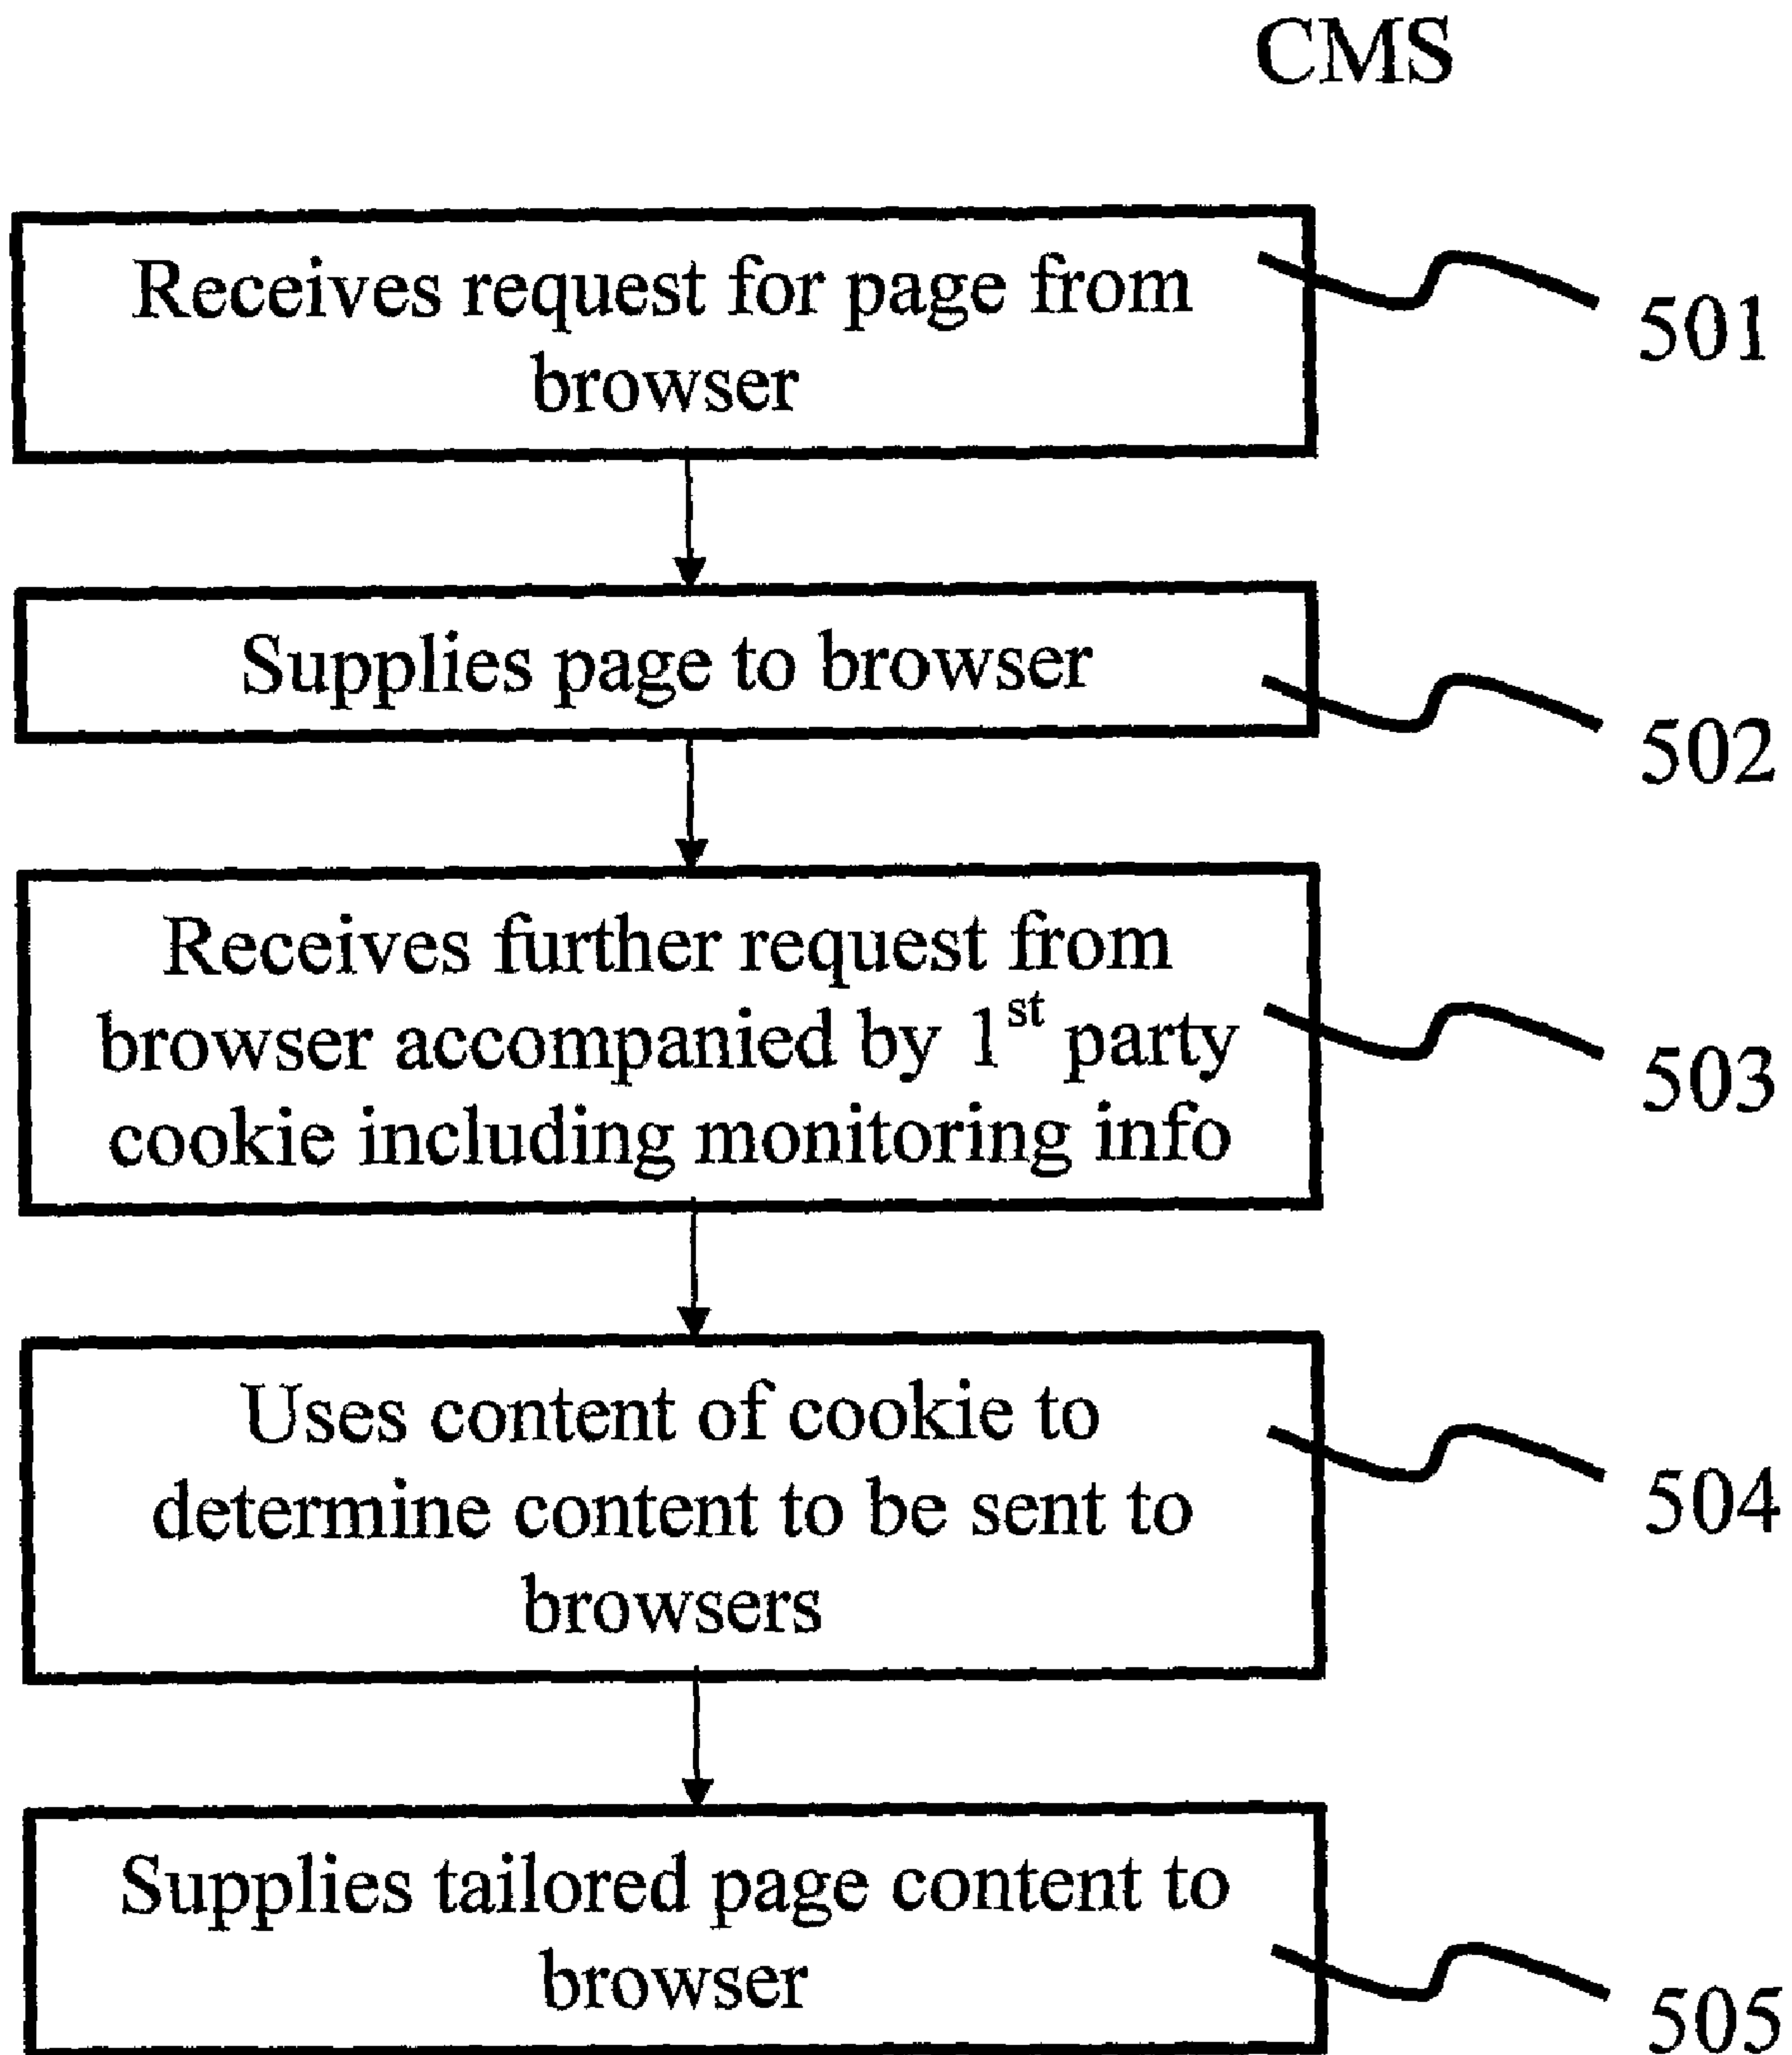 CMS
Receives request for page from
browser
501
Supplies page to browser
502
Receives further request from
browser accompanied by 1st party
cookie including monitoring info
503
Uses content of cookie to
determine content to be sent to
browsers
504
Supplies tailored page content to
browser
505